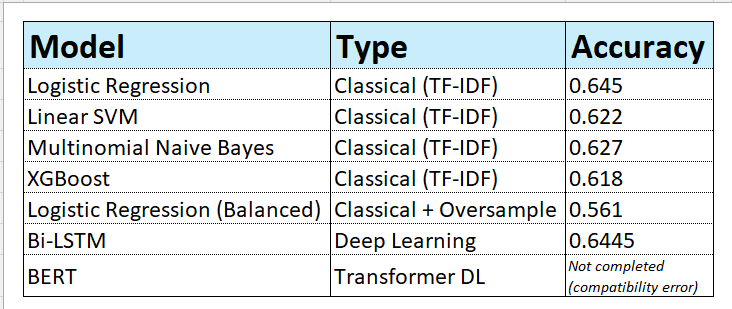 Model Type Accuracy
Logistic Regression Classical (TF-IDF) 0.645
Linear SVM Classical (TF-IDF) 0.622
Multinomial Naive Bayes Classical (TF-IDF) 0.627
XGBoost Classical (TF-IDF) 0.618
Logistic Regression (Balanced) Classical + Oversample 0.561
Bi-LSTM Deep Learning 0.6445
BERT Transformer DL Not completed
(compatibility error)